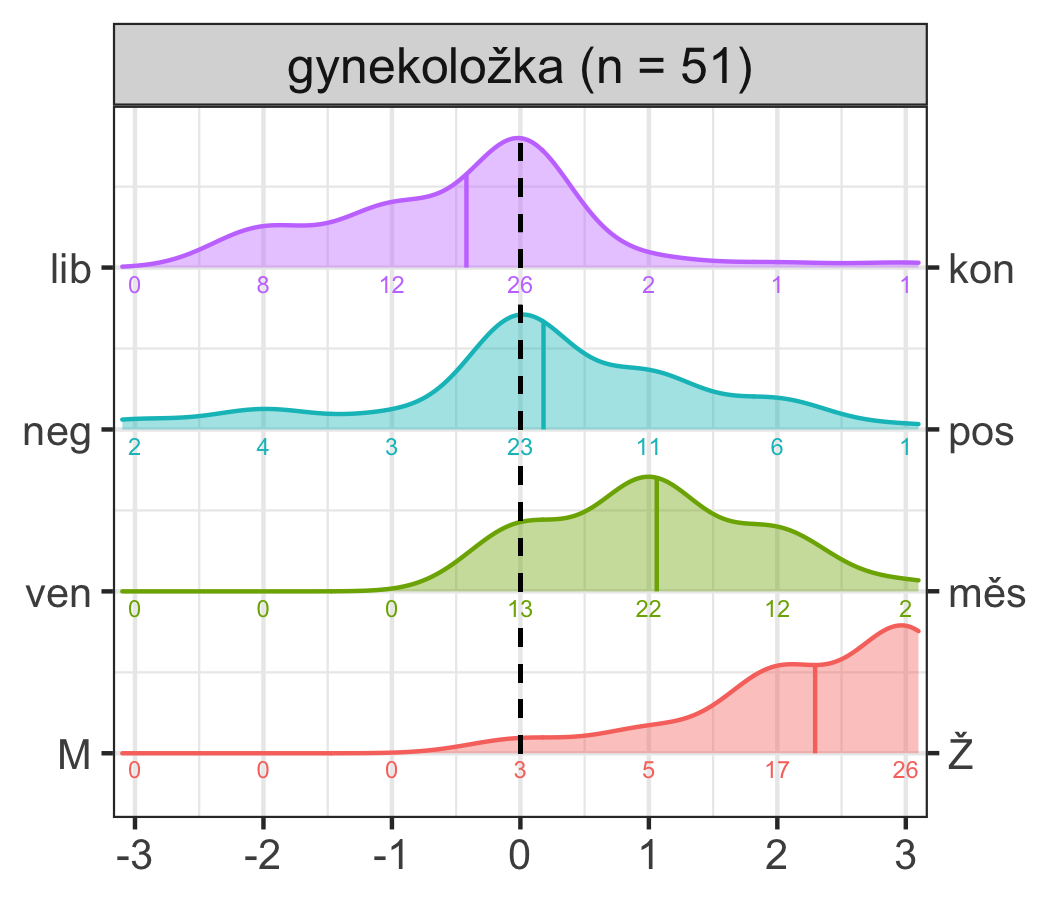 gynekoložka (n = 51)
lib kon
0 8 12 26 2 1 1
neg pos
2 4 3 23 11 6 1
ven měs
0 0 0 13 22 12 2
M Ž
0 0 0 3 5 17 26
-3 -2 -1 0 1 2 3